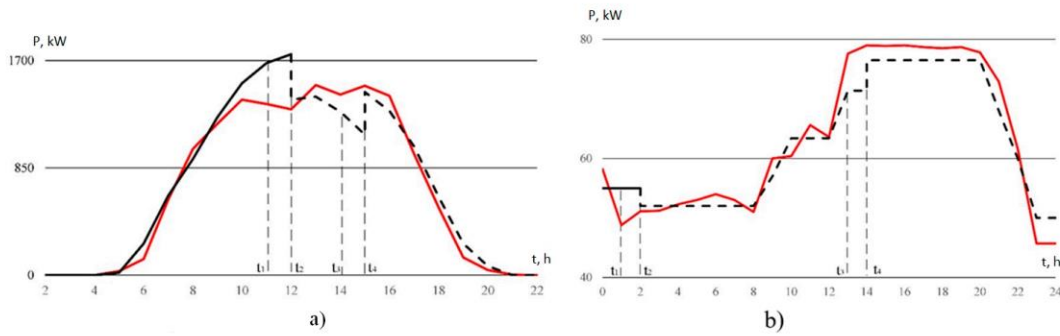 P, kW
1700
850
0
t₁ t₂ t₃ t₄ t, h
2 4 6 8 10 12 14 16 18 20 22
a)
P, kW
80
60
40
t₁ t₂ t₃ t₄ t, h
0 2 4 6 8 10 12 14 16 18 20 22 24
b)